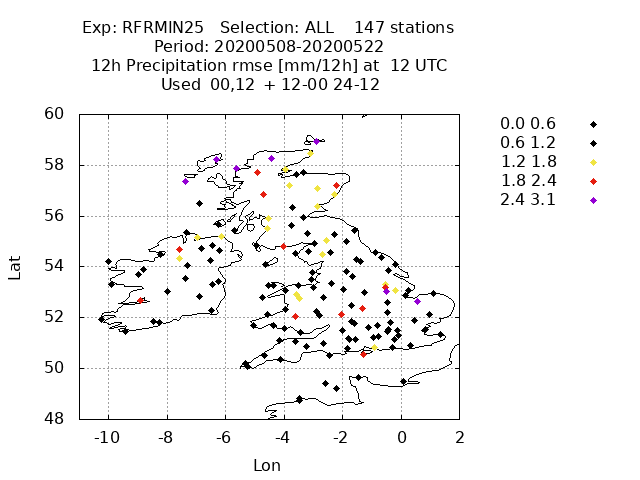 Exp: RFRMIN25 Selection: ALL 147 stations
Period: 20200508-20200522
12h Precipitation rmse [mm/12h] at 12 UTC
Used 00,12 + 12-00 24-12
60
58
56
54
52
50
48
Lat
-10 -8 -6 -4 -2 0 2
Lon
0.0 0.6
0.6 1.2
1.2 1.8
1.8 2.4
2.4 3.1